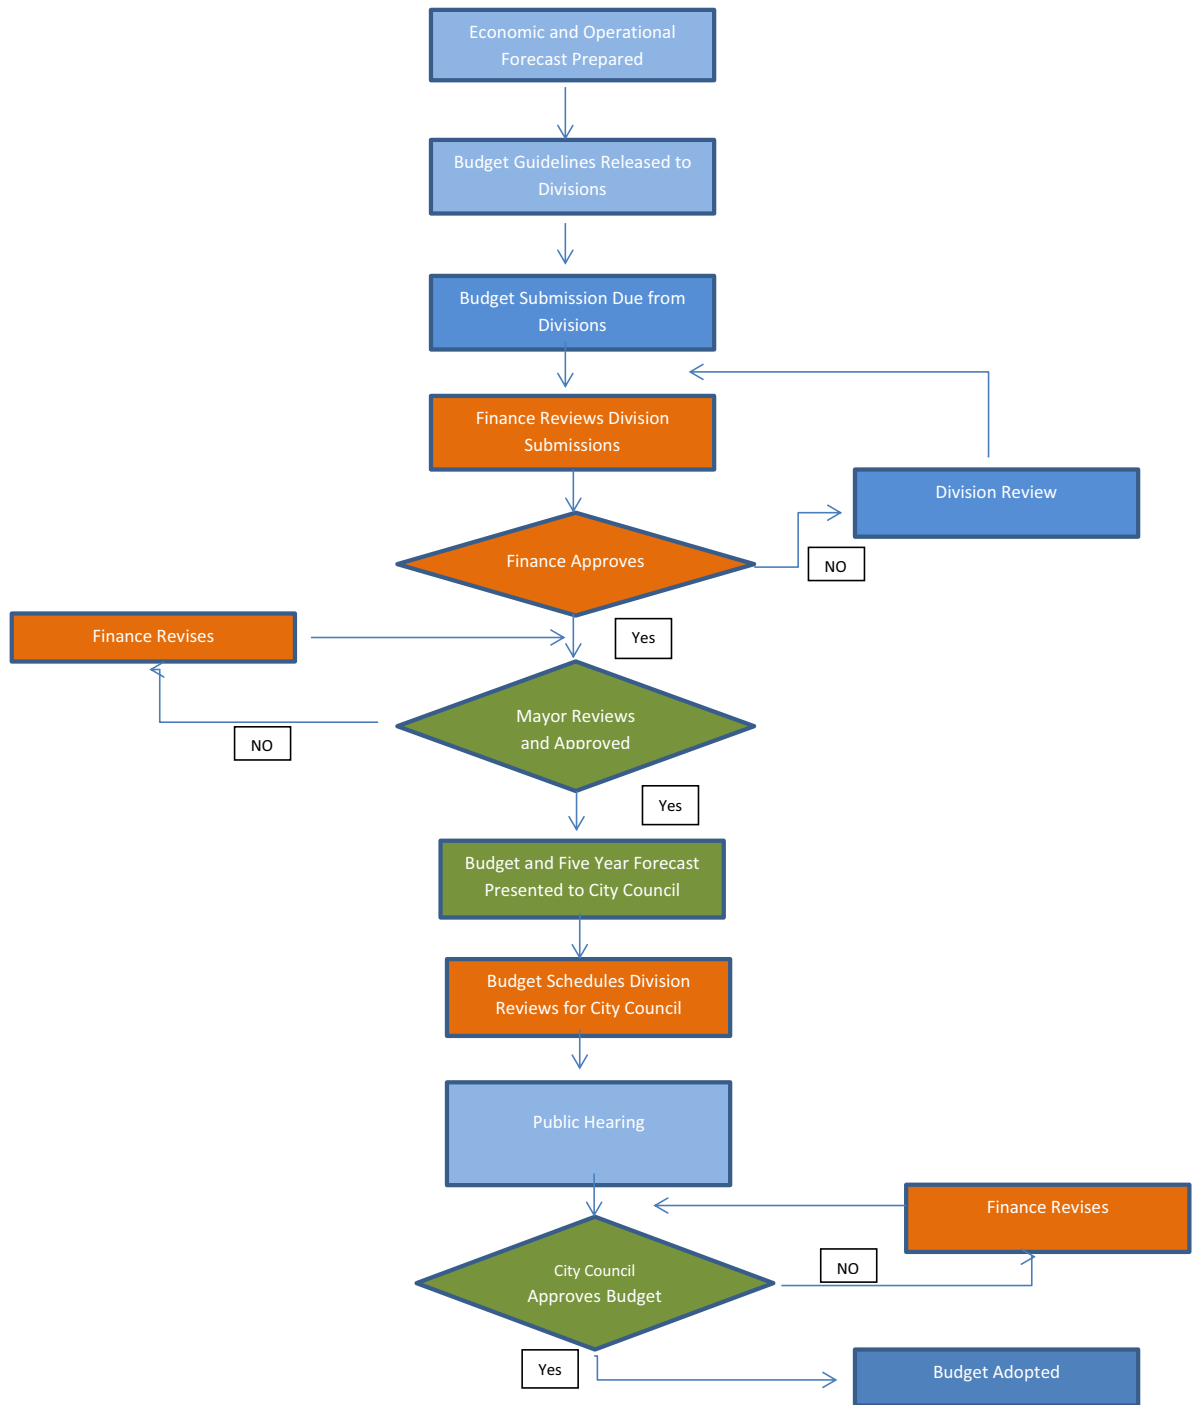 Economic and Operational
Forecast Prepared
Budget Guidelines Released to
Divisions
Budget Submission Due from
Divisions
Finance Reviews Division
Submissions
Division Review
Finance Approves
NO
Finance Revises
Yes
Mayor Reviews
and Approved
NO
Yes
Budget and Five Year Forecast
Presented to City Council
Budget Schedules Division
Reviews for City Council
Public Hearing
Finance Revises
City Council
Approves Budget
NO
Yes
Budget Adopted